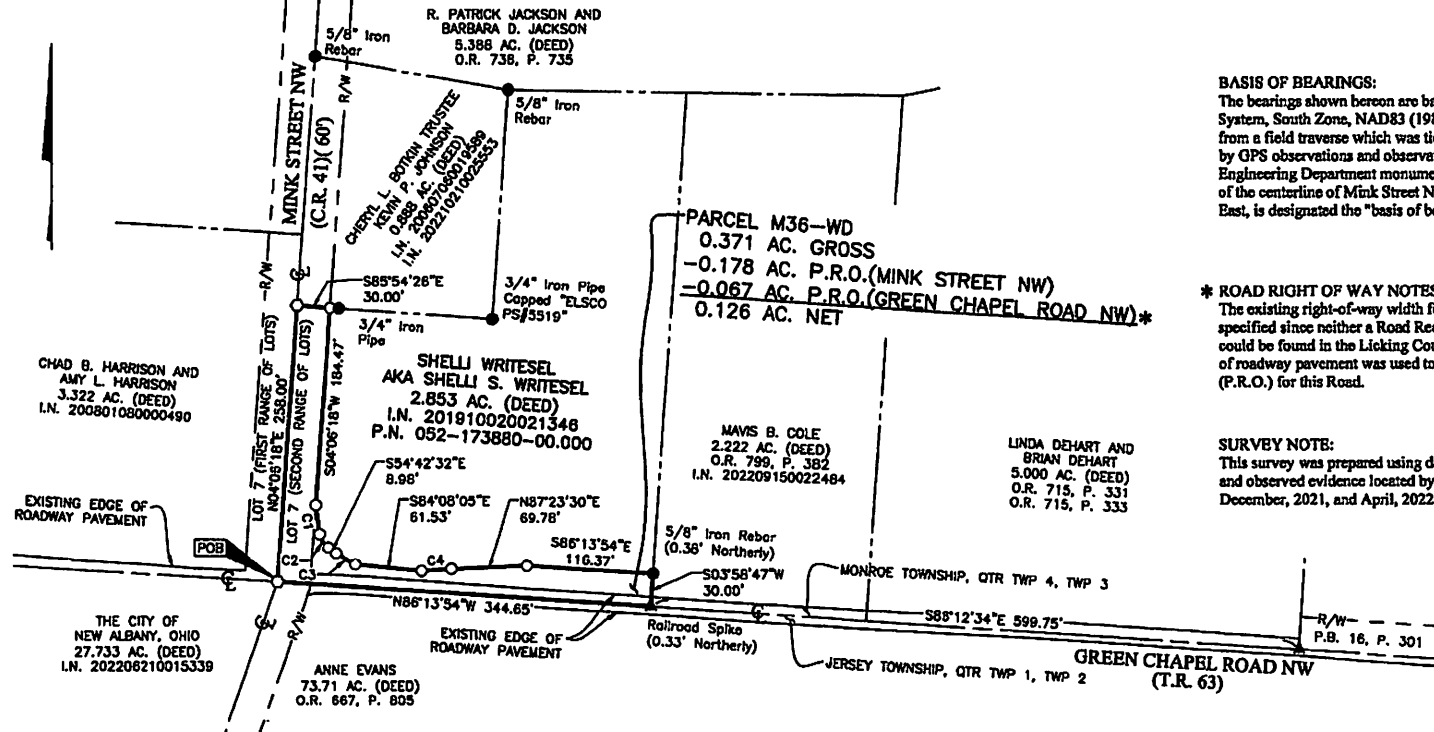 R. PATRICK JACKSON AND
BARBARA D. JACKSON
5.388 AC. (DEED)
O.R. 738, P. 735
5/8" Iron
Rebar
MINK STREET NW
(C.R. 41)( 60')
R/W
R/W
5/8" Iron
Rebar
CHERYL L. BOTKIN TRUSTEE
KEVIN P. JOHNSON
0.888 AC. (DEED)
I.N. 200607060019589
I.N. 202210210025553
BASIS OF BEARINGS:
The bearings shown hereon are ba
System, South Zone, NAD83 (198
from a field traverse which was tie
by GPS observations and observa
Engineering Department monume
of the centerline of Mink Street N
East, is designated the "basis of be
PARCEL M36-WD
0.371 AC. GROSS
-0.178 AC. P.R.O.(MINK STREET NW)
-0.067 AC. P.R.O.(GREEN CHAPEL ROAD NW)*
0.126 AC. NET
S85°54'26"E
30.00'
3/4" Iron Pipe
Capped "ELSCO
PS#5519"
3/4" Iron
Pipe
* ROAD RIGHT OF WAY NOTES
The existing right-of-way width fo
specified since neither a Road Rec
could be found in the Licking Cou
of roadway pavement was used to
(P.R.O.) for this Road.
CHAD B. HARRISON AND
AMY L. HARRISON
3.322 AC. (DEED)
I.N. 200801080000490
LOT 7 (FIRST RANGE OF LOTS)
N04°06'18"E 258.00'
LOT 7 (SECOND RANGE OF LOTS)
S04°06'18"W 184.47'
SHELLI WRITESEL
AKA SHELLI S. WRITESEL
2.853 AC. (DEED)
I.N. 201910020021346
P.N. 052-173880-00.000
MAVIS B. COLE
2.222 AC. (DEED)
O.R. 799, P. 382
I.N. 202209150022484
LINDA DEHART AND
BRIAN DEHART
5.000 AC. (DEED)
O.R. 715, P. 331
O.R. 715, P. 333
SURVEY NOTE:
This survey was prepared using d
and observed evidence located by
December, 2021, and April, 2022
S54°42'32"E
8.98'
S84°08'05"E
61.53'
N87°23'30"E
69.78'
S86°13'54"E
116.37'
EXISTING EDGE OF
ROADWAY PAVEMENT
POB
C1
C2
C3
C4
5/8" Iron Rebar
(0.36' Northerly)
S03°58'47"W
30.00'
MONROE TOWNSHIP, QTR TWP 4, TWP 3
N86°13'54"W 344.65'
S88°12'34"E 599.75'
R/W
P.B. 16, P. 301
Railroad Spike
(0.33' Northerly)
EXISTING EDGE OF
ROADWAY PAVEMENT
THE CITY OF
NEW ALBANY, OHIO
27.733 AC. (DEED)
I.N. 202206210015339
R/W
ANNE EVANS
73.71 AC. (DEED)
O.R. 667, P. 805
JERSEY TOWNSHIP, QTR TWP 1, TWP 2
GREEN CHAPEL ROAD NW
(T.R. 63)